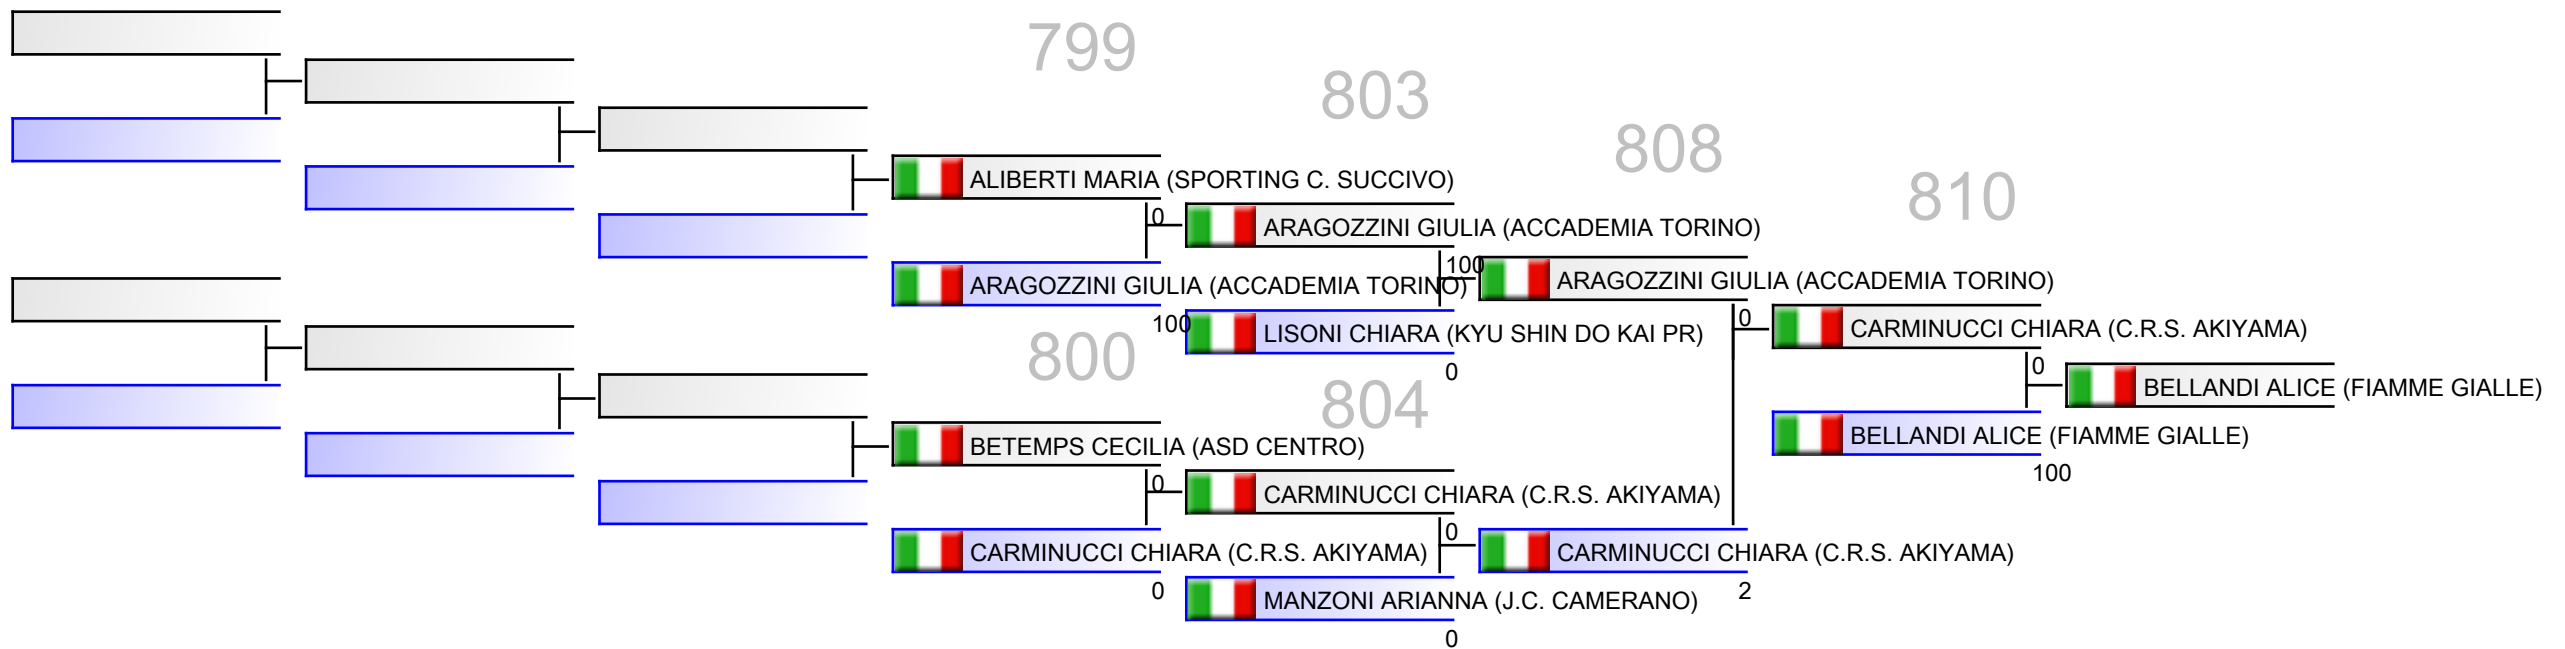 799
803
808
810
ALIBERTI MARIA (SPORTING C. SUCCIVO)
0
ARAGOZZINI GIULIA (ACCADEMIA TORINO)
100
ARAGOZZINI GIULIA (ACCADEMIA TORINO)
ARAGOZZINI GIULIA (ACCADEMIA TORINO)
100
LISONI CHIARA (KYU SHIN DO KAI PR)
0
0
CARMINUCCI CHIARA (C.R.S. AKIYAMA)
0
BELLANDI ALICE (FIAMME GIALLE)
BELLANDI ALICE (FIAMME GIALLE)
100
800
804
BETEMPS CECILIA (ASD CENTRO)
0
CARMINUCCI CHIARA (C.R.S. AKIYAMA)
0
CARMINUCCI CHIARA (C.R.S. AKIYAMA)
0
CARMINUCCI CHIARA (C.R.S. AKIYAMA)
2
MANZONI ARIANNA (J.C. CAMERANO)
0